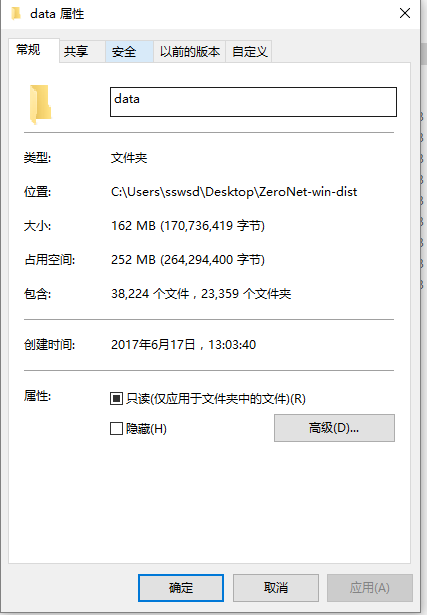 data 属性
常规 共享 安全 以前的版本 自定义
data
类型: 文件夹
位置: C:\Users\sswsd\Desktop\ZeroNet-win-dist
大小: 162 MB (170,736,419 字节)
占用空间: 252 MB (264,294,400 字节)
包含: 38,224 个文件，23,359 个文件夹
创建时间: 2017年6月17日，13:03:40
属性: 只读(仅应用于文件夹中的文件)(R)
隐藏(H) 高级(D)...
确定 取消 应用(A)